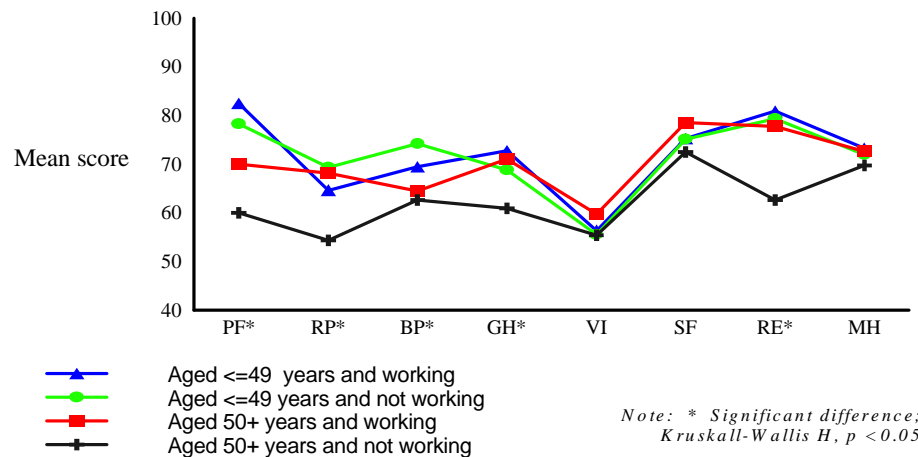 100
90
80
Mean score
70
60
50
40
PF* RP* BP* GH* VI SF RE* MH
Aged <=49 years and working
Aged <=49 years and not working
Aged 50+ years and working
Aged 50+ years and not working
Note: * Significant difference;
Kruskall-Wallis H, p <0.05